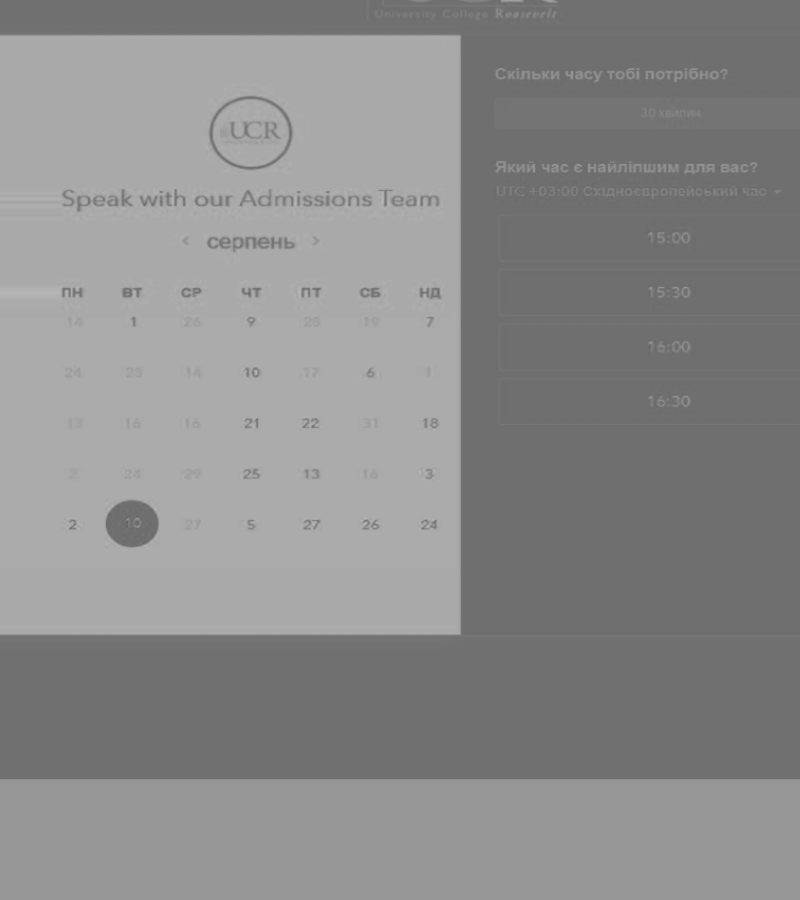 University College Roosevelt
UCR
Speak with our Admissions Team
‹ серпень ›
ПН ВТ СР ЧТ ПТ СБ НД
14 1 26 9 29 19 7
24 25 14 10 17 6 1
13 16 16 21 22 31 18
2 24 29 25 13 16 3
2 10 27 5 27 26 24
Скільки часу тобі потрібно?
30 хвилин
Який час є найліпшим для вас?
UTC +03:00 Східноєвропейський час
15:00
15:30
16:00
16:30